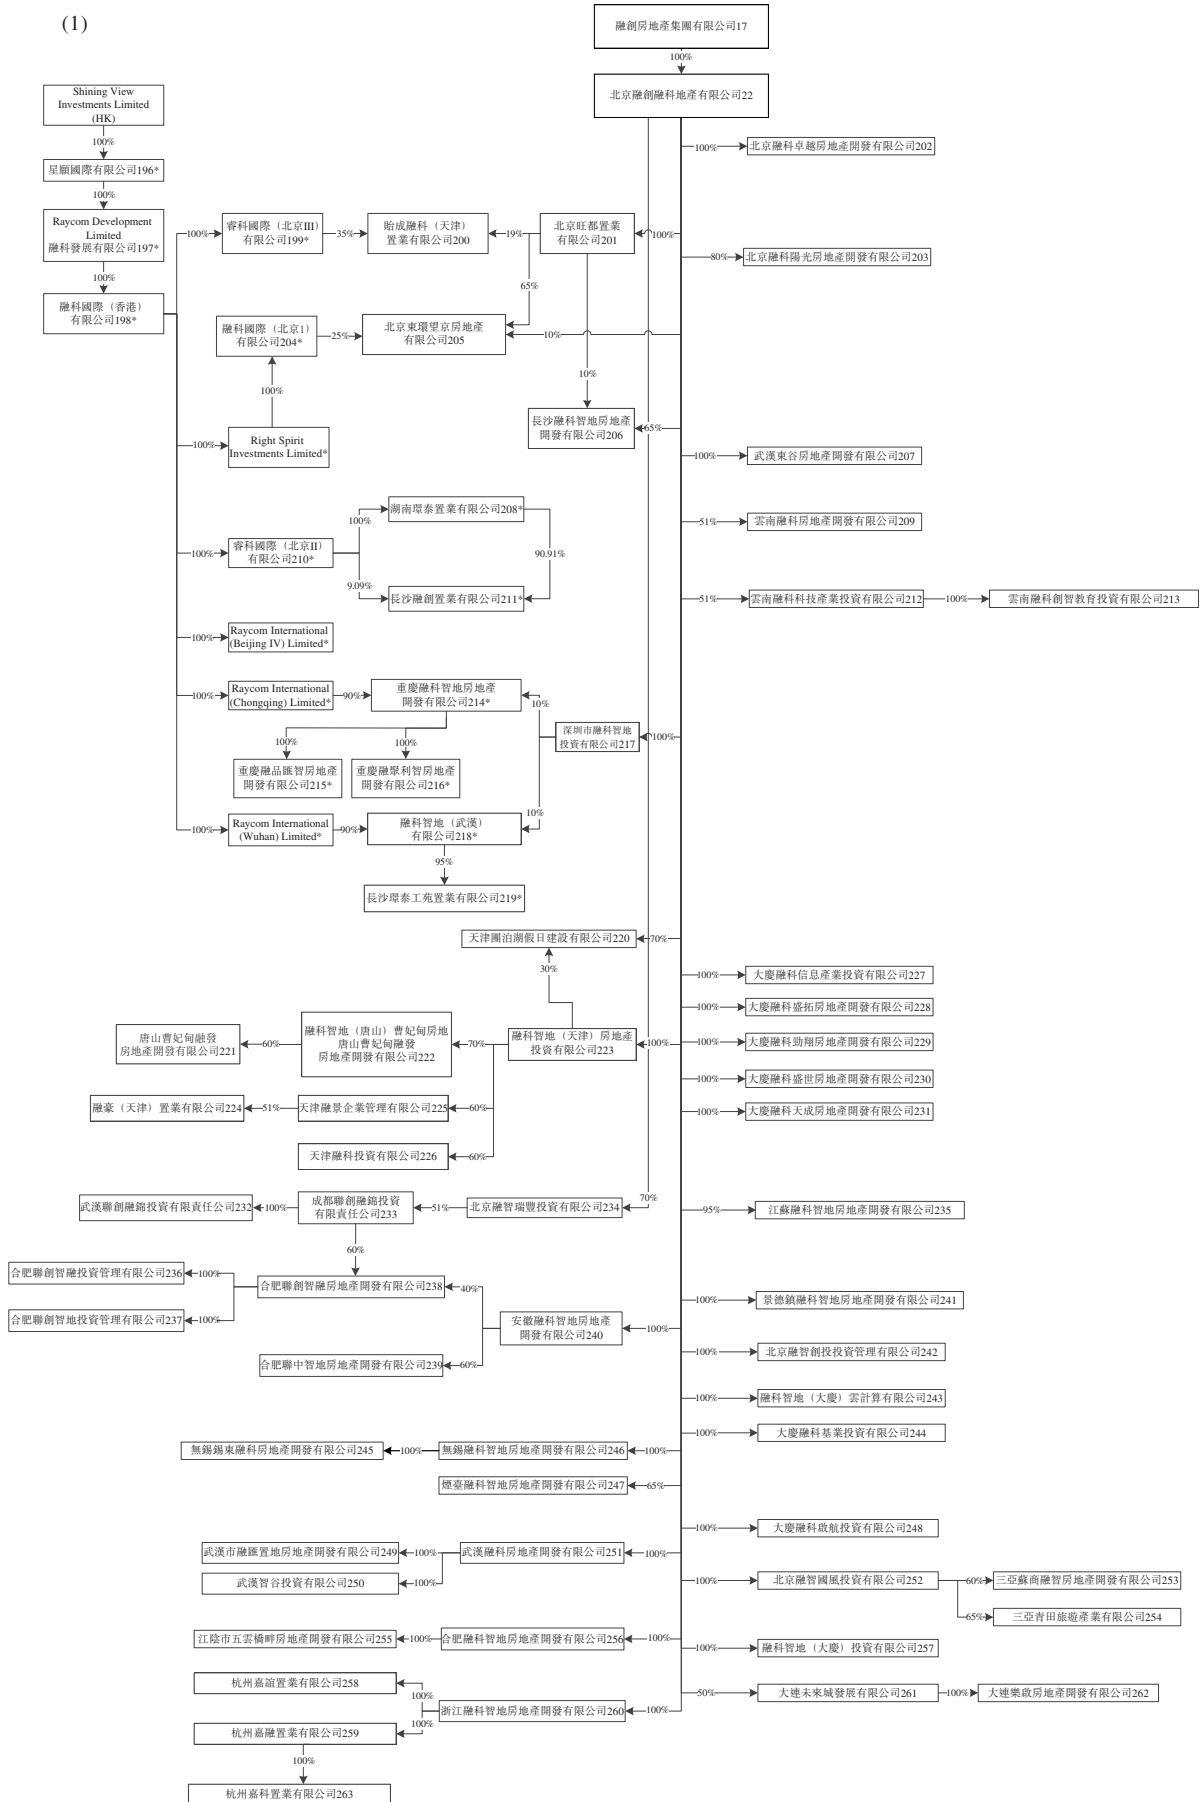 (1)
融創房地產集團有限公司17
100%
北京融創融科地產有限公司22
Shining View
Investments Limited
(HK)
100%
星願國際有限公司196*
100%
Raycom Development
Limited
融科發展有限公司197*
100%
融科國際（香港）
有限公司198*
100%
北京融科卓越房地產開發有限公司202
100%
睿科國際（北京III）
有限公司199*
35%
貽成融科（天津）
置業有限公司200
19%
北京旺都置業
有限公司201
100%
80%
北京融科陽光房地產開發有限公司203
65%
融科國際（北京1）
有限公司204*
25%
北京東環望京房地產
有限公司205
10%
100%
10%
100%
Right Spirit
Investments Limited*
長沙融科智地房地產
開發有限公司206
65%
100%
武漢東谷房地產開發有限公司207
湖南環泰置業有限公司208*
100%
51%
雲南融科房地產開發有限公司209
100%
睿科國際（北京II）
有限公司210*
90.91%
9.09%
長沙融創置業有限公司211*
51%
雲南融科科技產業投資有限公司212
100%
雲南融科創智教育投資有限公司213
100%
Raycom International
(Beijing IV) Limited*
100%
Raycom International
(Chongqing) Limited*
90%
重慶融科智地房地產
開發有限公司214*
10%
深圳市融科智地
投資有限公司217
100%
100%
100%
重慶融品匯智房地產
開發有限公司215*
重慶融聚利智房地產
開發有限公司216*
10%
100%
Raycom International
(Wuhan) Limited*
90%
融科智地（武漢）
有限公司218*
95%
長沙環泰工苑置業有限公司219*
天津團泊湖假日建設有限公司220
70%
30%
100%
大慶融科信息產業投資有限公司227
100%
大慶融科盛拓房地產開發有限公司228
唐山曹妃甸融發
房地產開發有限公司221
60%
融科智地（唐山）曹妃甸房地
唐山曹妃甸融發
房地產開發有限公司222
70%
融科智地（天津）房地產
投資有限公司223
100%
100%
大慶融科勁翔房地產開發有限公司229
100%
大慶融科盛世房地產開發有限公司230
融豪（天津）置業有限公司224
51%
天津融景企業管理有限公司225
60%
100%
大慶融科天成房地產開發有限公司231
天津融科投資有限公司226
60%
70%
武漢聯創融錦投資有限責任公司232
100%
成都聯創融錦投資
有限責任公司233
51%
北京融智瑞豐投資有限公司234
95%
江蘇融科智地房地產開發有限公司235
60%
合肥聯創智融投資管理有限公司236
100%
合肥聯創智融房地產開發有限公司238
40%
合肥聯創智地投資管理有限公司237
100%
100%
景德鎮融科智地房地產開發有限公司241
安徽融科智地房地產
開發有限公司240
100%
100%
北京融智創投投資管理有限公司242
合肥聯中智地房地產開發有限公司239
60%
100%
融科智地（大慶）雲計算有限公司243
100%
大慶融科基業投資有限公司244
無錫錫東融科房地產開發有限公司245
100%
無錫融科智地房地產開發有限公司246
100%
煙臺融科智地房地產開發有限公司247
65%
100%
大慶融科啟航投資有限公司248
武漢市融匯置地房地產開發有限公司249
100%
武漢融科房地產開發有限公司251
100%
武漢智谷投資有限公司250
100%
100%
北京融智國風投資有限公司252
60%
三亞蘇商融智房地產開發有限公司253
65%
三亞青田旅遊產業有限公司254
江陰市五雲橋畔房地產開發有限公司255
100%
合肥融科智地房地產開發有限公司256
100%
100%
融科智地（大慶）投資有限公司257
杭州嘉誼置業有限公司258
100%
50%
大連未來城發展有限公司261
100%
大連樂啟房地產開發有限公司262
浙江融科智地房地產開發有限公司260
100%
100%
杭州嘉融置業有限公司259
100%
杭州嘉科置業有限公司263